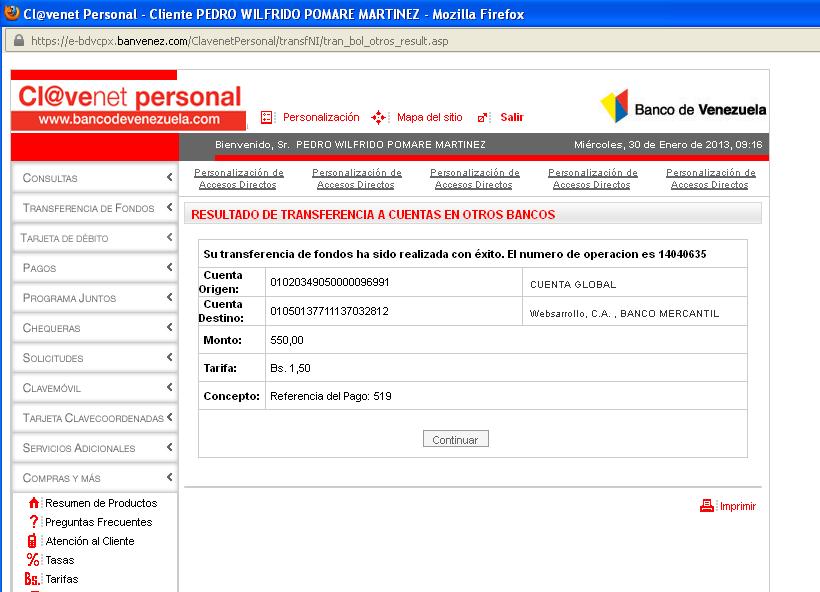 Cl@venet Personal - Cliente PEDRO WILFRIDO POMARE MARTINEZ - Mozilla Firefox
https://e-bdvcpx.banvenez.com/ClavenetPersonal/transfNI/tran_bol_otros_result.asp
Cl@venet personal
www.bancodevenezuela.com
Personalización
Mapa del sitio
Salir
Banco de Venezuela
Bienvenido, Sr. PEDRO WILFRIDO POMARE MARTINEZ
Miércoles, 30 de Enero de 2013, 09:16
Personalización de Accesos Directos
Personalización de Accesos Directos
Personalización de Accesos Directos
Personalización de Accesos Directos
Personalización de Accesos Directos
CONSULTAS
TRANSFERENCIA DE FONDOS
TARJETA DE DÉBITO
PAGOS
PROGRAMA JUNTOS
CHEQUERAS
SOLICITUDES
CLAVEMÓVIL
TARJETA CLAVECOORDENADAS
SERVICIOS ADICIONALES
COMPRAS Y MÁS
Resumen de Productos
? Preguntas Frecuentes
Atención al Cliente
% Tasas
Bs. Tarifas
RESULTADO DE TRANSFERENCIA A CUENTAS EN OTROS BANCOS
Su transferencia de fondos ha sido realizada con éxito. El numero de operacion es 14040635
Cuenta Origen: 01020349050000096991 CUENTA GLOBAL
Cuenta Destino: 01050137711137032812 Websarrollo, C.A. , BANCO MERCANTIL
Monto: 550,00
Tarifa: Bs. 1,50
Concepto: Referencia del Pago: 519
Continuar
Imprimir